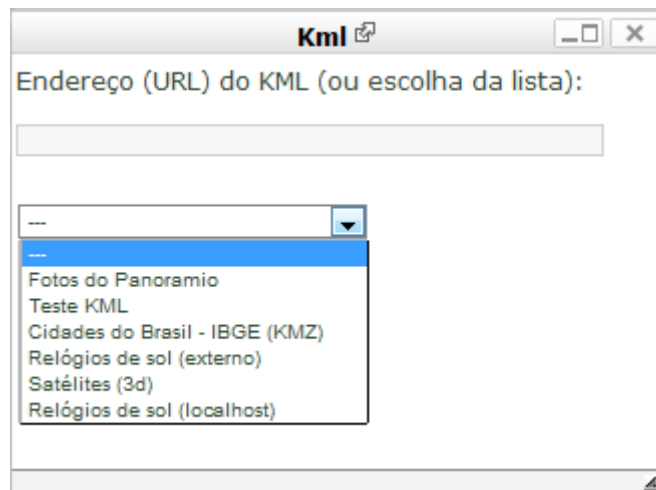 Kml
Endereço (URL) do KML (ou escolha da lista):
---
---
Fotos do Panoramio
Teste KML
Cidades do Brasil - IBGE (KMZ)
Relógios de sol (externo)
Satélites (3d)
Relógios de sol (localhost)